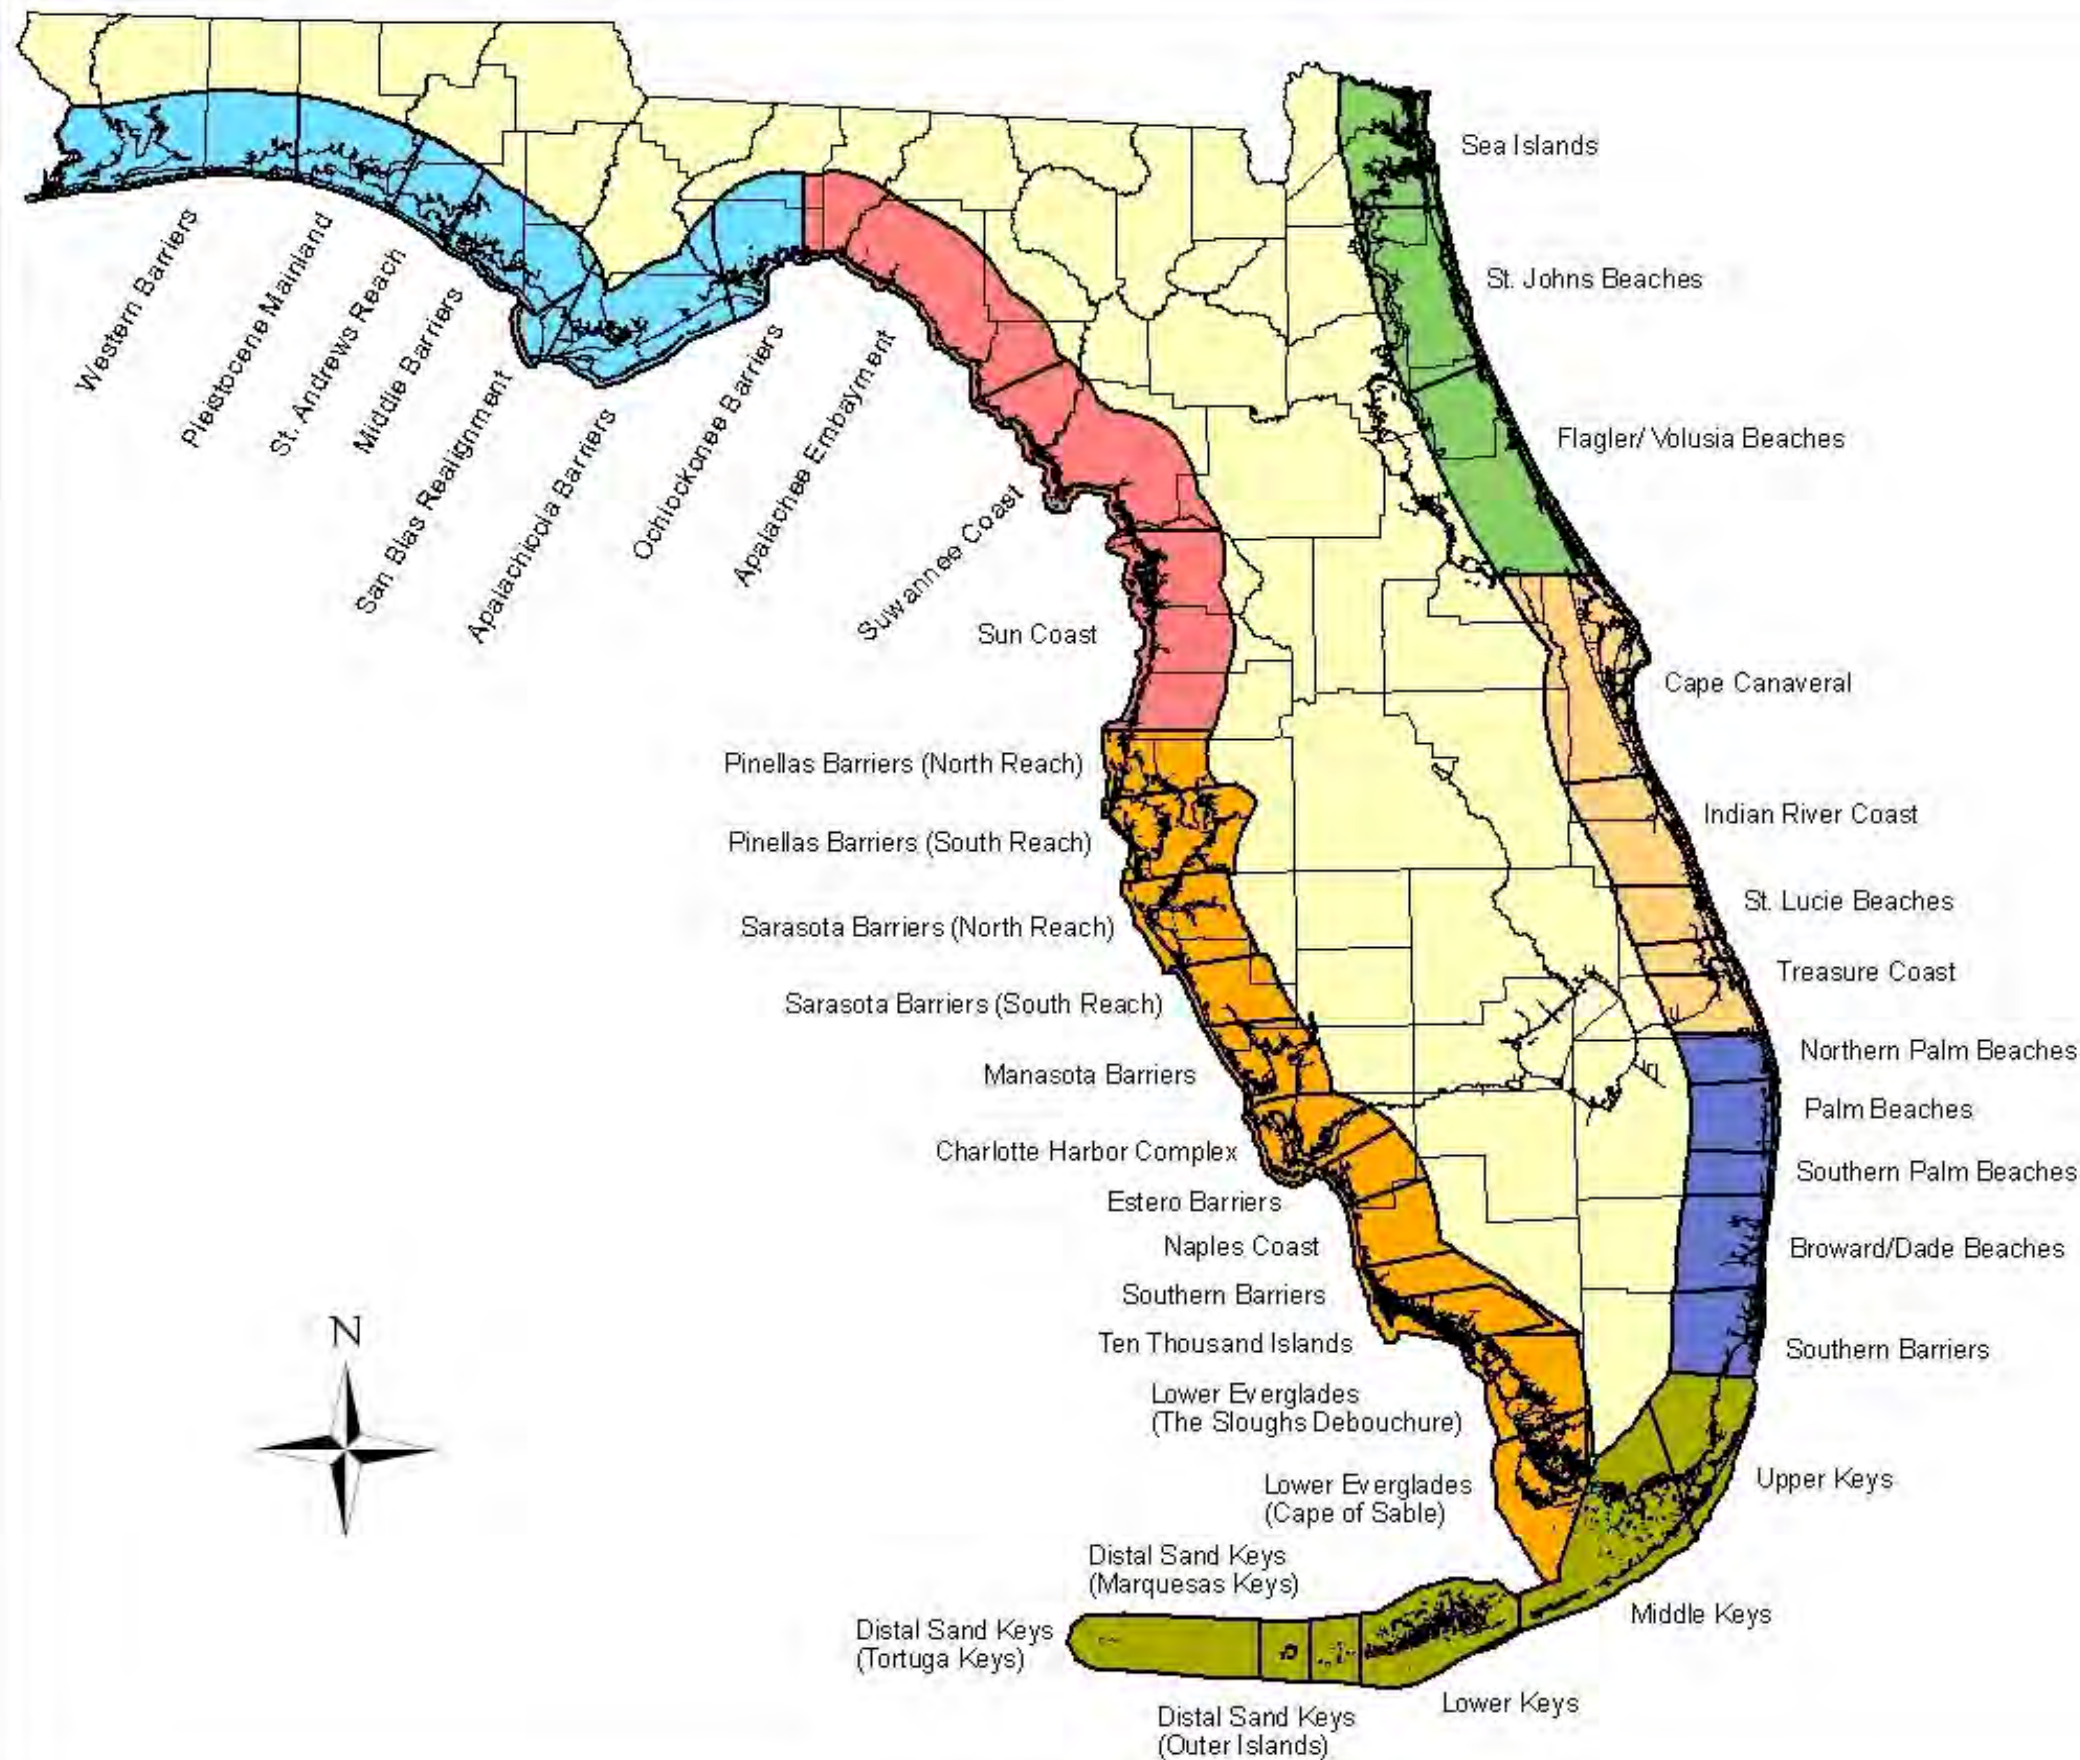 Sea Islands
St. Johns Beaches
Flagler/ Volusia Beaches
Cape Canaveral
Indian River Coast
St. Lucie Beaches
Treasure Coast
Northern Palm Beaches
Palm Beaches
Southern Palm Beaches
Broward/Dade Beaches
Southern Barriers
Upper Keys
Middle Keys
Lower Keys
Western Barriers
Pleistocene Mainland
St. Andrews Reach
Middle Barriers
San Blas Realignment
Apalachicola Barriers
Ochlockonee Barriers
Apalachee Embayment
Suwannee Coast
Sun Coast
Pinellas Barriers (North Reach)
Pinellas Barriers (South Reach)
Sarasota Barriers (North Reach)
Sarasota Barriers (South Reach)
Manasota Barriers
Charlotte Harbor Complex
Estero Barriers
Naples Coast
Southern Barriers
Ten Thousand Islands
Lower Everglades
(The Sloughs Debouchure)
Lower Everglades
(Cape of Sable)
Distal Sand Keys
(Marquesas Keys)
Distal Sand Keys
(Tortuga Keys)
Distal Sand Keys
(Outer Islands)
N